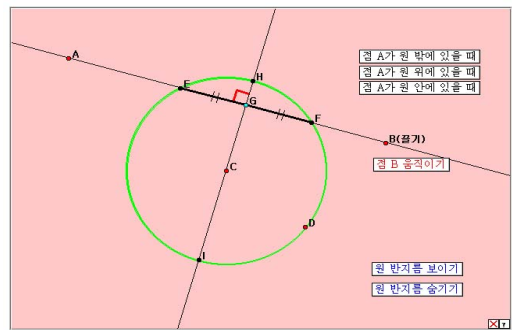 A
E
H
점 A가 원 밖에 있을 때
점 A가 원 위에 있을 때
점 A가 원 안에 있을 때
G
F
B(끌기)
점 B 움직이기
C
D
I
원 반지름 보이기
원 반지름 숨기기